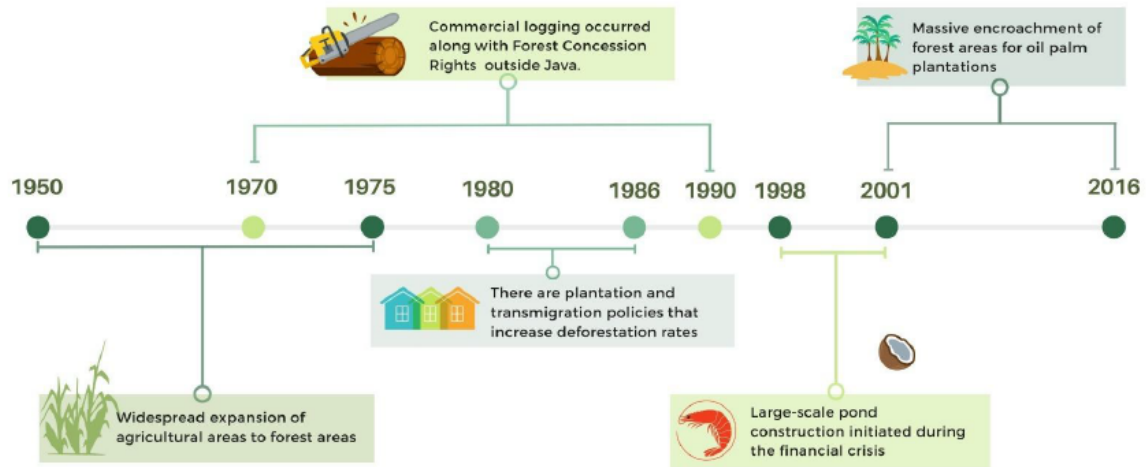 Commercial logging occurred
along with Forest Concession
Rights outside Java.
Massive encroachment of
forest areas for oil palm
plantations
1950
1970
1975
1980
1986
1990
1998
2001
2016
There are plantation and
transmigration policies that
increase deforestation rates
Widespread expansion of
agricultural areas to forest areas
Large-scale pond
construction initiated during
the financial crisis